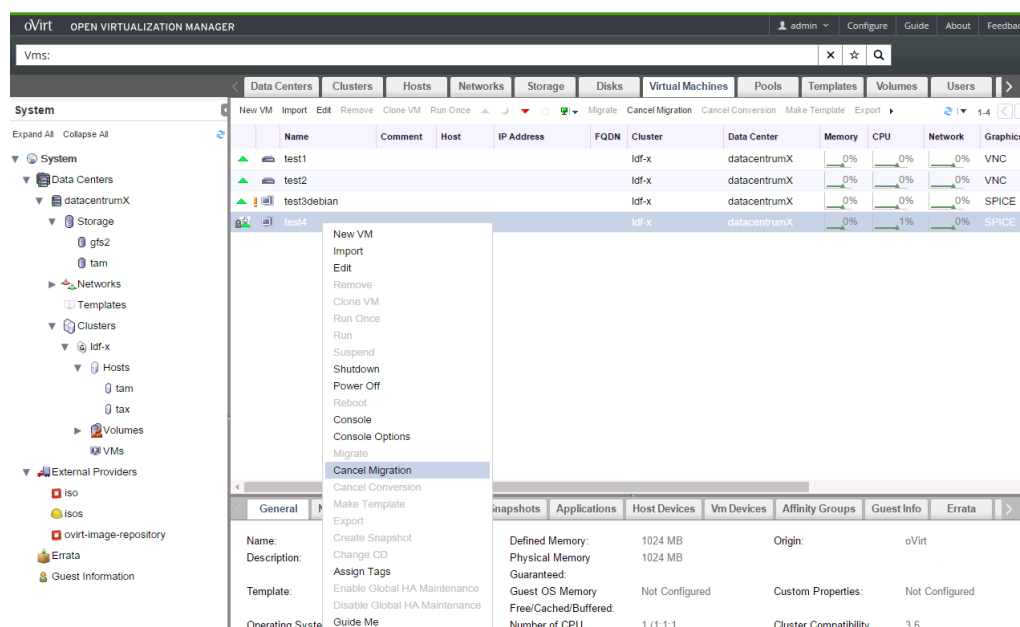 oVirt OPEN VIRTUALIZATION MANAGER admin Configure Guide About Feedbac
Vms:
Data Centers Clusters Hosts Networks Storage Disks Virtual Machines Pools Templates Volumes Users
System
Expand All Collapse All
System
Data Centers
datacentrumX
Storage
gfs2
tam
Networks
Templates
Clusters
ldf-x
Hosts
tam
tax
Volumes
VMs
External Providers
iso
isos
ovirt-image-repository
Errata
Guest Information
New VM Import Edit Remove Clone VM Run Once Migrate Cancel Migration Cancel Conversion Make Template Export 1-4
Name Comment Host IP Address FQDN Cluster Data Center Memory CPU Network Graphics
test1 ldf-x datacentrumX 0% 0% 0% VNC
test2 ldf-x datacentrumX 0% 0% 0% VNC
test3debian ldf-x datacentrumX 0% 0% 0% SPICE
test4 ldf-x datacentrumX 0% 1% 0% SPICE
New VM
Import
Edit
Remove
Clone VM
Run Once
Run
Suspend
Shutdown
Power Off
Reboot
Console
Console Options
Migrate
Cancel Migration
Cancel Conversion
Make Template
Export
Create Snapshot
Change CD
Assign Tags
Enable Global HA Maintenance
Disable Global HA Maintenance
Guide Me
General N Snapshots Applications Host Devices Vm Devices Affinity Groups Guest Info Errata
Name: Defined Memory: 1024 MB Origin: oVirt
Description: Physical Memory 1024 MB
Guaranteed:
Template: Guest OS Memory Not Configured Custom Properties: Not Configured
Free/Cached/Buffered:
Operating Syste Number of CPU 1 (1:1:1 Cluster Compatibility 3.6